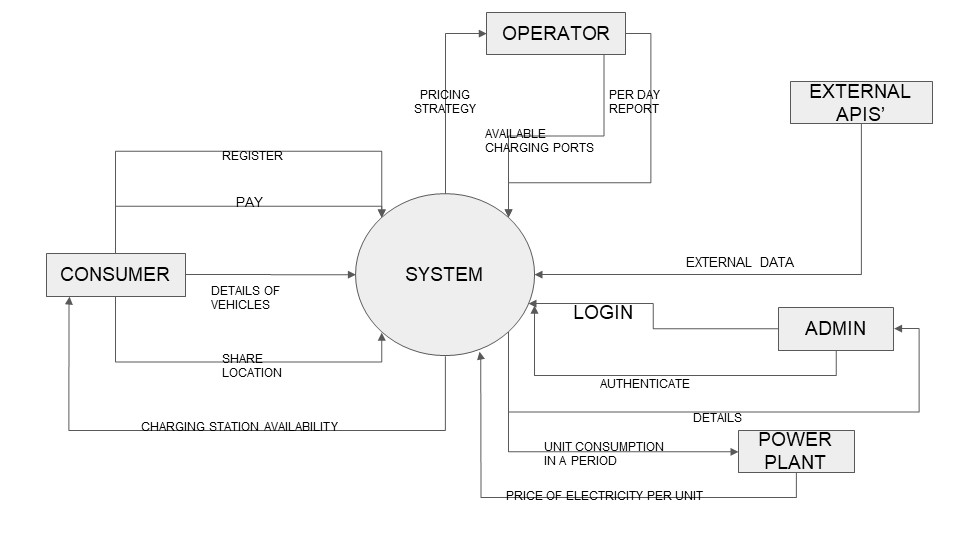 OPERATOR
EXTERNAL
APIS’
PRICING
STRATEGY
PER DAY
REPORT
AVAILABLE
CHARGING PORTS
REGISTER
PAY
CONSUMER
SYSTEM
EXTERNAL DATA
DETAILS OF
VEHICLES
LOGIN
ADMIN
SHARE
LOCATION
AUTHENTICATE
DETAILS
CHARGING STATION AVAILABILITY
UNIT CONSUMPTION
IN A PERIOD
POWER
PLANT
PRICE OF ELECTRICITY PER UNIT